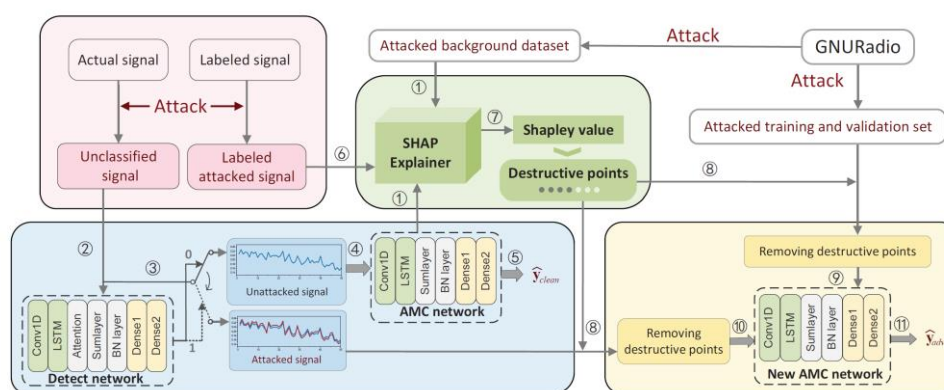 Actual signal
Labeled signal
Attack
Unclassified
signal
Labeled
attacked signal
Attacked background dataset
Attack
GNURadio
Attack
Attacked training and validation set
①
SHAP
Explainer
⑦
Shapley value
Destructive points
⑥
①
⑧
②
③
0
1
Conv1D
LSTM
Attention
Sumlayer
BN layer
Dense1
Dense2
Detect network
Unattacked signal
Attacked signal
④
Conv1D
LSTM
Sumlayer
BN layer
Dense1
Dense2
AMC network
⑤
ŷclean
⑧
Removing
destructive points
Removing destructive points
⑨
⑩
Conv1D
LSTM
Sumlayer
BN layer
Dense1
Dense2
New AMC network
⑪
ŷadv